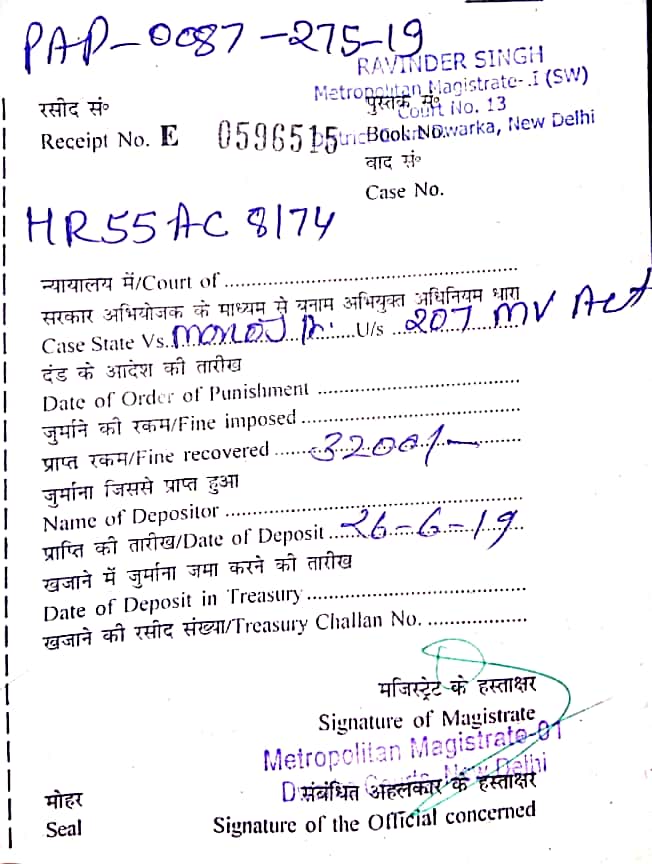 PAP-0087-275-19
RAVINDER SINGH
Metropolitan Magistrate-.I (SW)
Court No. 13
Dwarka, New Delhi
रसीद सं॰ पुस्तक सं॰
Receipt No. E 0596515 Book No.
वाद सं॰
Case No.
HR55AC 8174
न्यायालय में/Court of
सरकार अभियोजक के माध्यम से बनाम अभियुक्त अधिनियम धारा
Case State Vs. U/s 207 MV Act
दंड के आदेश की तारीख
Date of Order of Punishment
जुर्माने की रकम/Fine imposed
प्राप्त रकम/Fine recovered 3200/-
जुर्माना जिससे प्राप्त हुआ
Name of Depositor
प्राप्ति की तारीख/Date of Deposit 26-6-19
खजाने में जुर्माना जमा करने की तारीख
Date of Deposit in Treasury
खजाने की रसीद संख्या/Treasury Challan No.
मजिस्ट्रेट के हस्ताक्षर
Signature of Magistrate
Metropolitan Magistrate-01
New Delhi
मोहर संबंधित अहलकार के हस्ताक्षर
Seal Signature of the Official concerned